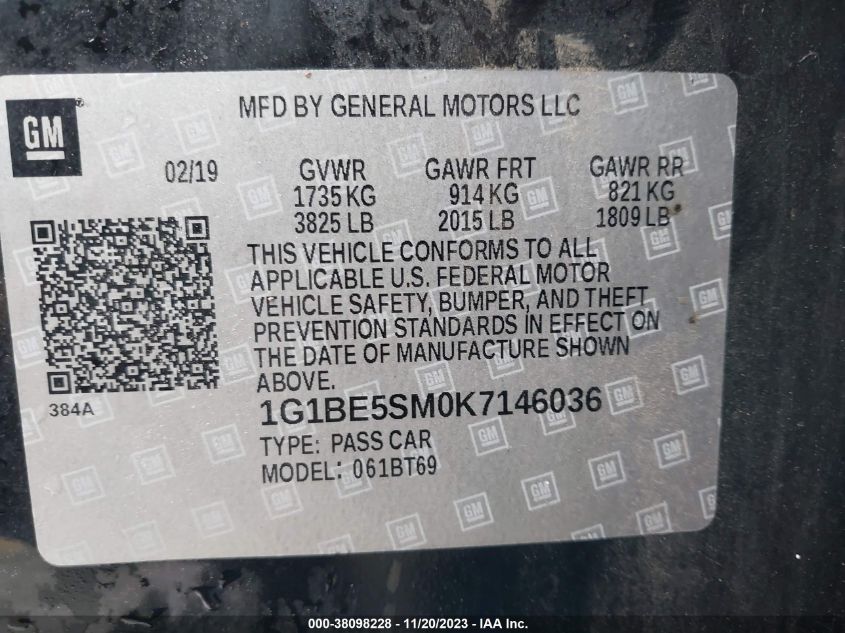 GM
MFD BY GENERAL MOTORS LLC
02/19 GVWR GAWR FRT GAWR RR
1735 KG 914 KG 821 KG
3825 LB 2015 LB 1809 LB
THIS VEHICLE CONFORMS TO ALL
APPLICABLE U.S. FEDERAL MOTOR
VEHICLE SAFETY, BUMPER, AND THEFT
PREVENTION STANDARDS IN EFFECT ON
THE DATE OF MANUFACTURE SHOWN
ABOVE.
384A
1G1BE5SM0K7146036
TYPE: PASS CAR
MODEL: 061BT69
000-38098228 - 11/20/2023 - IAAI.com